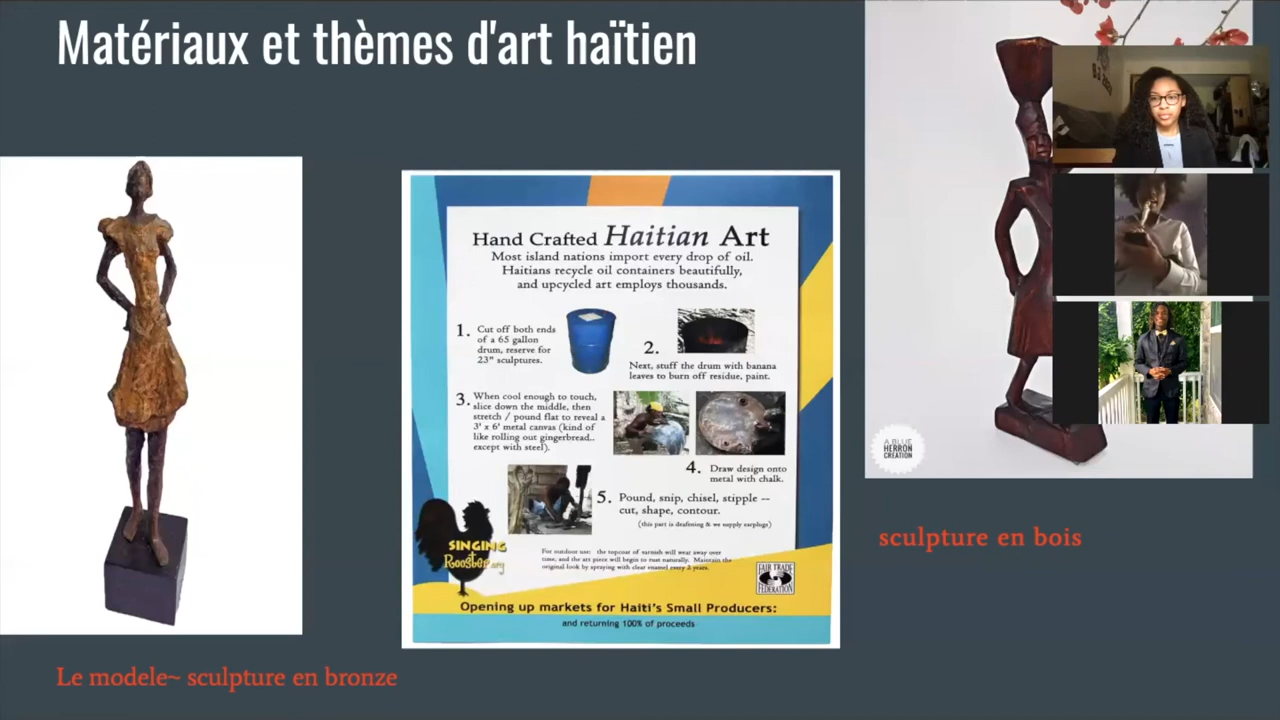 Matériaux et thèmes d'art haïtien
Hand Crafted Haitian Art
Most island nations import every drop of oil.
Haitians recycle oil containers beautifully,
and upcycled art employs thousands.
1. Cut off both ends
of a 65 gallon
drum, reserve for
23" sculptures.
2.
Next, stuff the drum with banana
leaves to burn off residue, paint.
3. When cool enough to touch,
slice down the middle, then
stretch / pound flat to reveal a
3' x 6' metal canvas (kind of
like rolling out gingerbread..
except with steel).
4. Draw design onto
metal with chalk.
5. Pound, snip, chisel, stipple --
cut, shape, contour.
(this part is deafening & we supply earplugs)
For outdoor use: the topcoat of varnish will wear away over
time, and the art piece will begin to rust naturally. Maintain the
original look by spraying with clear enamel every 2 years.
SINGING
Rooster.org
FAIR TRADE
FEDERATION
Opening up markets for Haiti's Small Producers:
and returning 100% of proceeds
A BLUE
HERRON
CREATION
sculpture en bois
Le modele~ sculpture en bronze